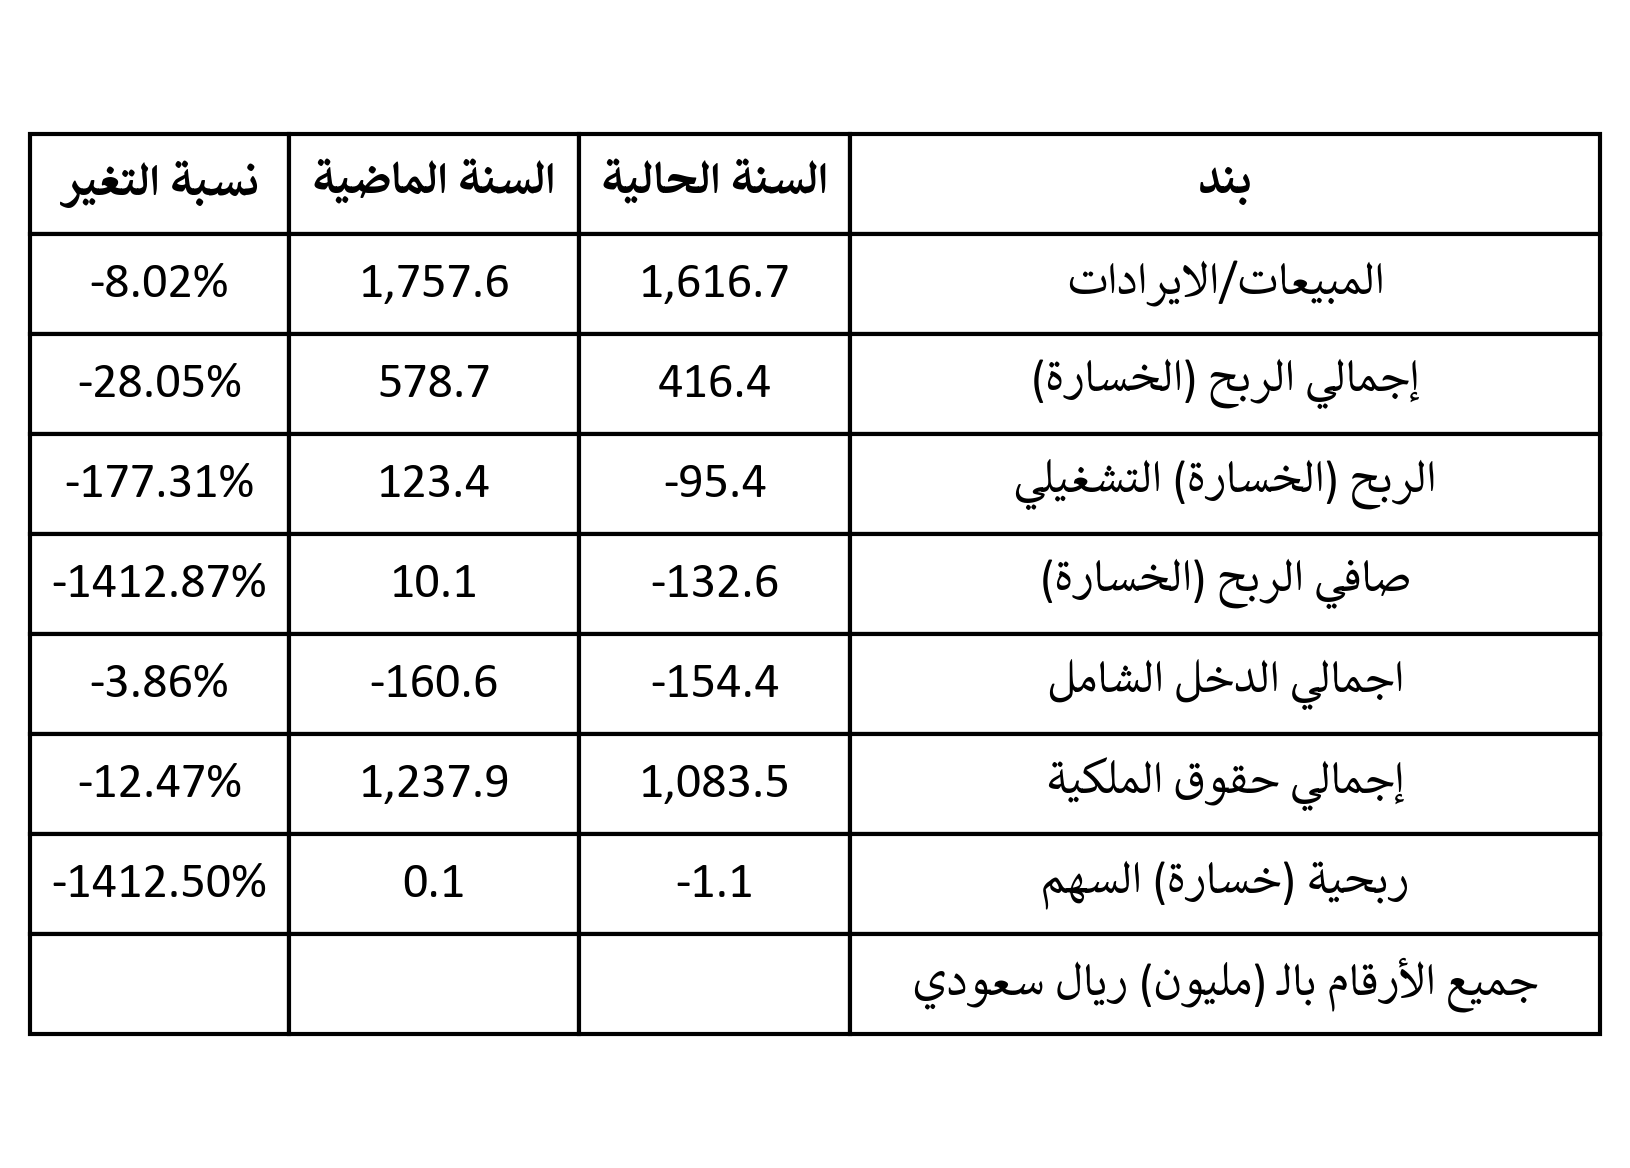 بند السنة الحالية السنة الماضية نسبة التغير
المبيعات/الايرادات 1,616.7 1,757.6 -8.02%
إجمالي الربح (الخسارة) 416.4 578.7 -28.05%
الربح (الخسارة) التشغيلي -95.4 123.4 -177.31%
صافي الربح (الخسارة) -132.6 10.1 -1412.87%
اجمالي الدخل الشامل -154.4 -160.6 -3.86%
إجمالي حقوق الملكية 1,083.5 1,237.9 -12.47%
ربحية (خسارة) السهم -1.1 0.1 -1412.50%
جميع الأرقام بالـ (مليون) ريال سعودي